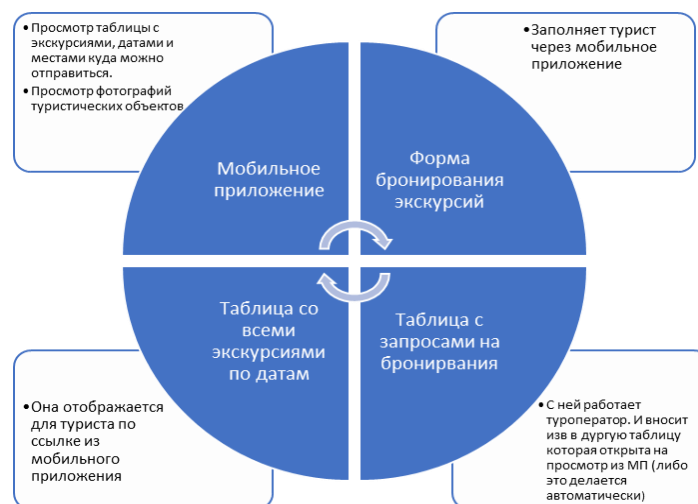 •Просмотр таблицы с
экскурсиями, датами и
местами куда можно
отправиться.
•Просмотр фотографий
туристических объектов
•Заполняет турист
через мобильное
приложение
Мобильное
приложение
Форма
бронирования
экскурсий
Таблица со
всеми
экскурсиями
по датам
Таблица с
запросами на
бронирвания
•Она отображается
для туриста по
ссылке из
мобильного
приложения
•С ней работает
туроператор. И вносит
изв в дургую таблицу
которая открыта на
просмотр из МП (либо
это делается
автоматически)